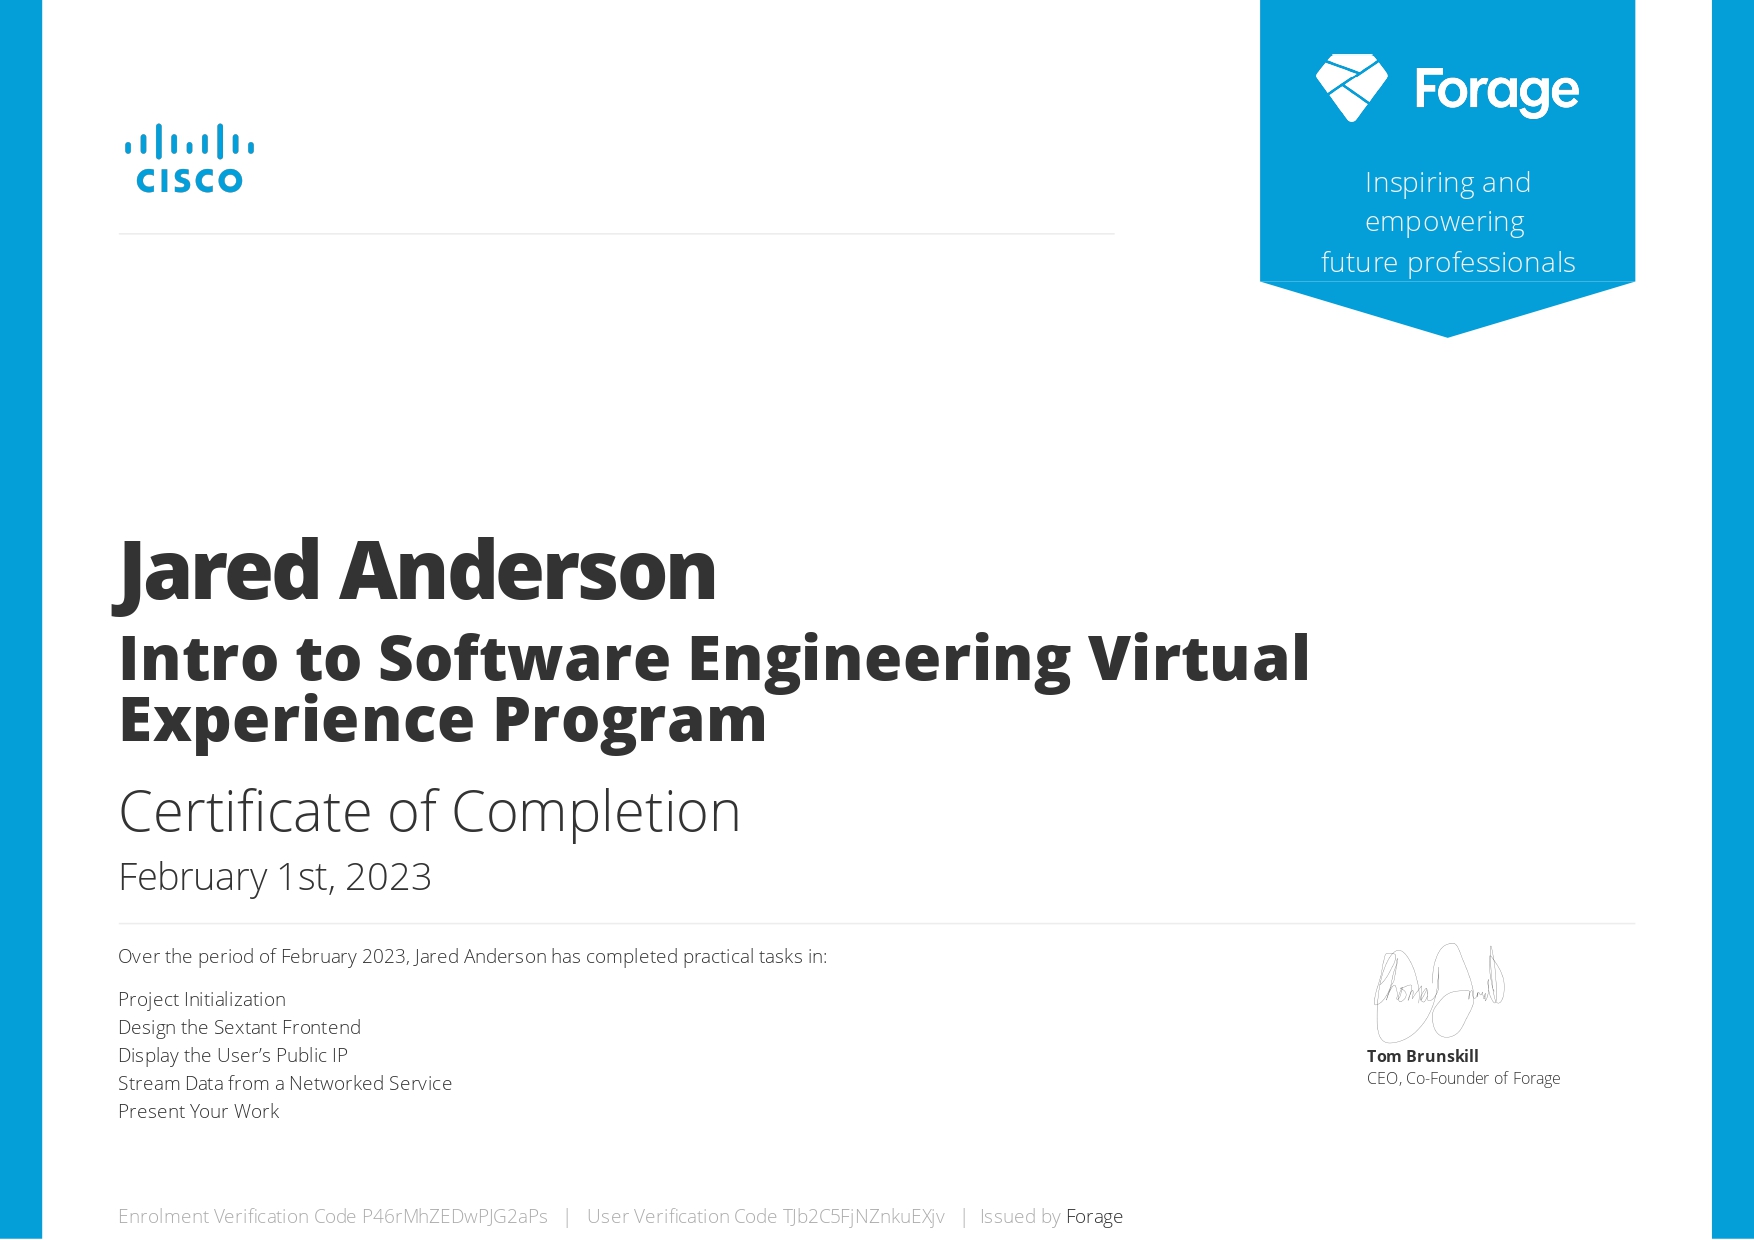 CISCO
Forage
Inspiring and
empowering
future professionals
Jared Anderson
Intro to Software Engineering Virtual
Experience Program
Certificate of Completion
February 1st, 2023
Over the period of February 2023, Jared Anderson has completed practical tasks in:
Project Initialization
Design the Sextant Frontend
Display the User’s Public IP
Stream Data from a Networked Service
Present Your Work
Tom Brunskill
CEO, Co-Founder of Forage
Enrolment Verification Code P46rMhZEDwPJG2aPs | User Verification Code TJb2C5FjNZnkuEXjv | Issued by Forage